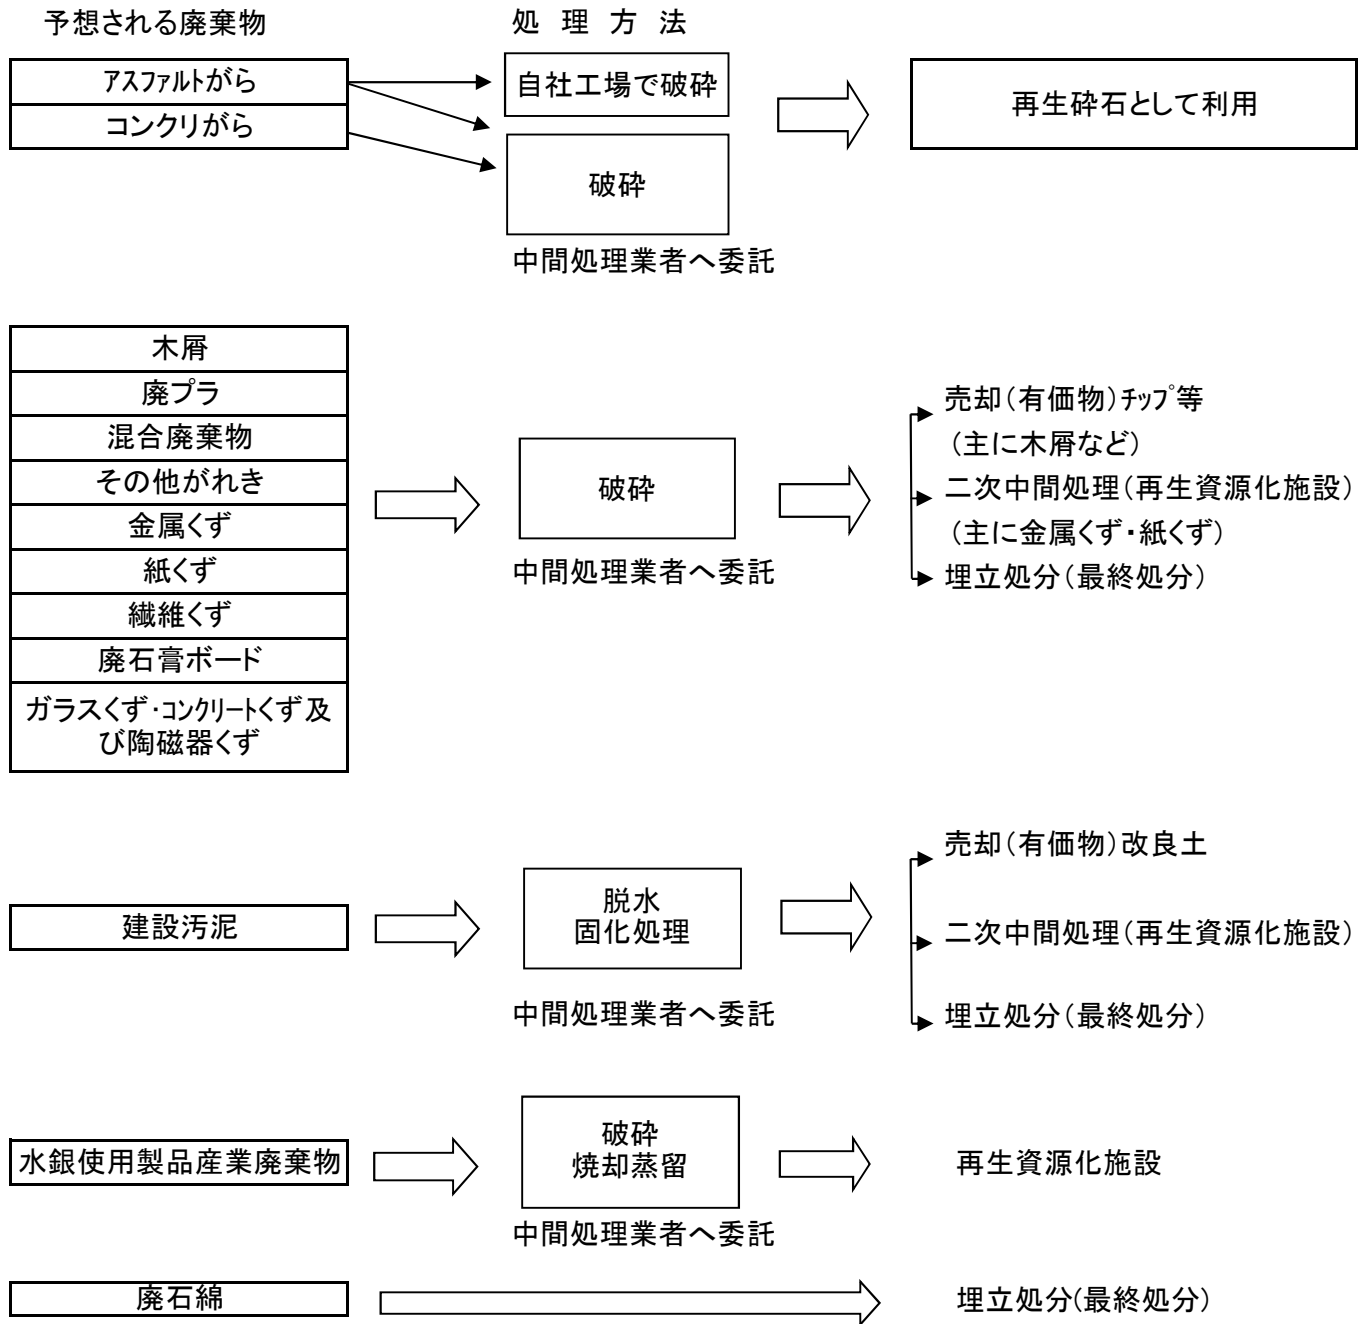 予想される廃棄物
処 理 方 法
アスファルトがら
コンクリがら
自社工場で破砕
破砕
中間処理業者へ委託
再生砕石として利用
木屑
廃プラ
混合廃棄物
その他がれき
金属くず
紙くず
繊維くず
廃石膏ボード
ガラスくず・コンクリートくず及
び陶磁器くず
破砕
中間処理業者へ委託
売却(有価物)チップ等
(主に木屑など)
二次中間処理(再生資源化施設)
(主に金属くず・紙くず)
埋立処分(最終処分)
建設汚泥
脱水
固化処理
中間処理業者へ委託
売却(有価物)改良土
二次中間処理(再生資源化施設)
埋立処分(最終処分)
水銀使用製品産業廃棄物
破砕
焼却蒸留
中間処理業者へ委託
再生資源化施設
廃石綿
埋立処分(最終処分)